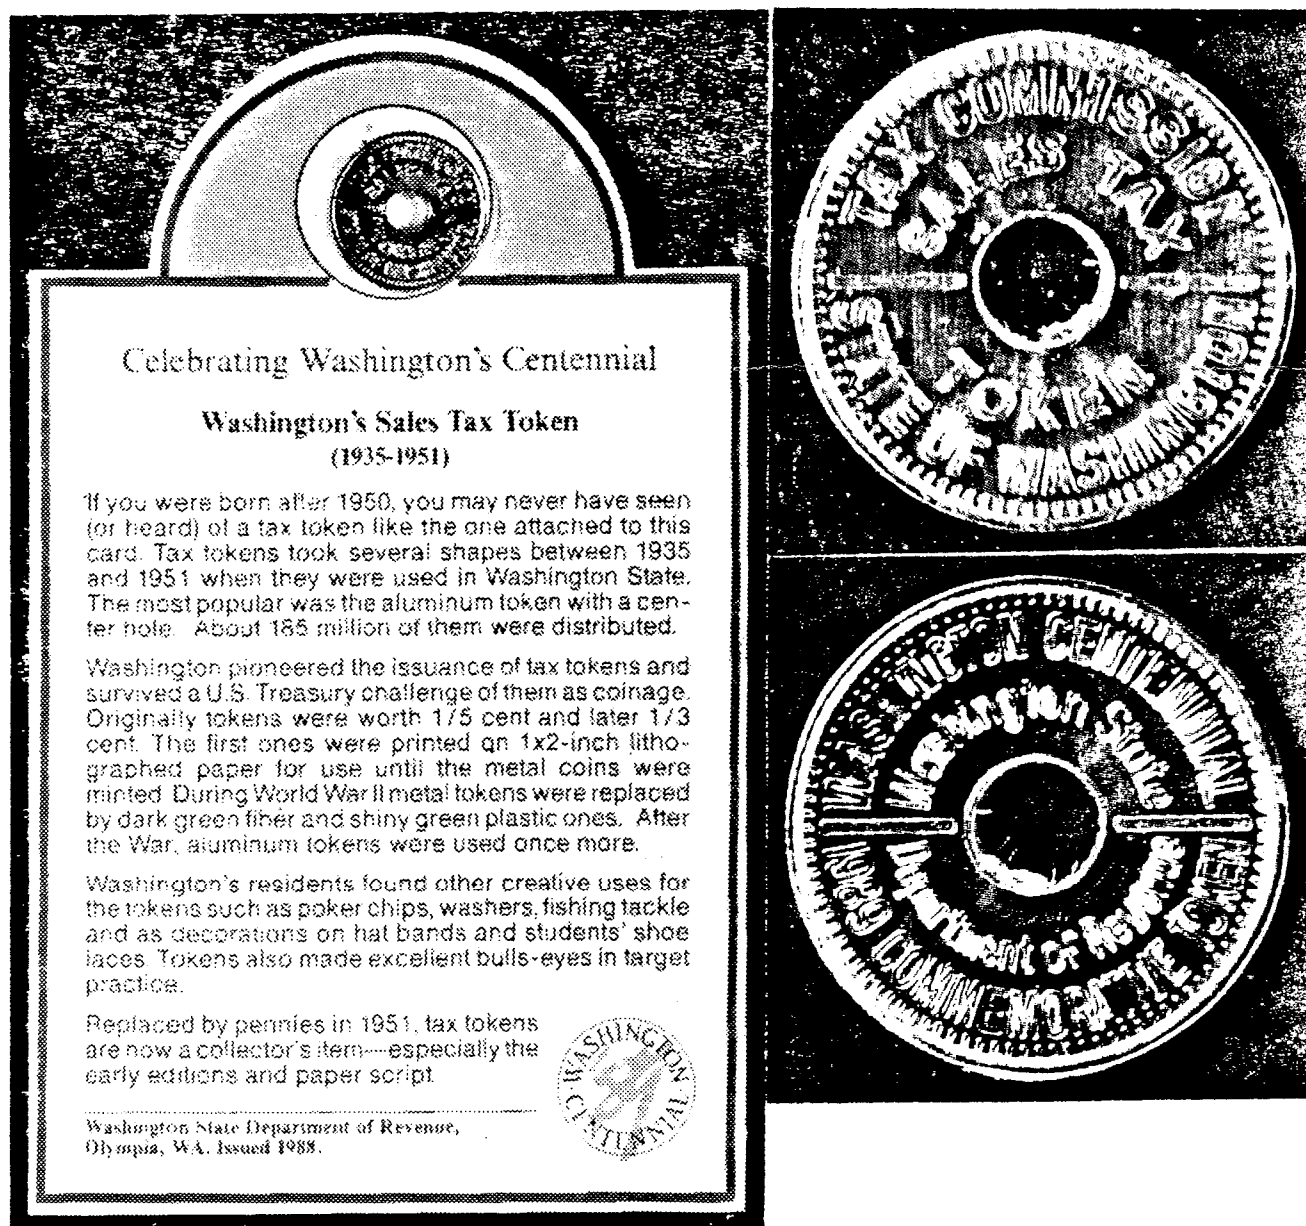 Celebrating Washington's Centennial
Washington's Sales Tax Token
(1935-1951)
If you were born after 1950, you may never have seen
(or heard) of a tax token like the one attached to this
card. Tax tokens took several shapes between 1935
and 1951 when they were used in Washington State.
The most popular was the aluminum token with a cen-
ter hole. About 185 million of them were distributed.
Washington pioneered the issuance of tax tokens and
survived a U.S. Treasury challenge of them as coinage.
Originally tokens were worth 1/5 cent and later 1/3
cent. The first ones were printed on 1x2-inch litho-
graphed paper for use until the metal coins were
minted. During World War II metal tokens were replaced
by dark green fiber and shiny green plastic ones. After
the War, aluminum tokens were used once more.
Washington's residents found other creative uses for
the tokens such as poker chips, washers, fishing tackle
and as decorations on hat bands and students' shoe
laces. Tokens also made excellent bulls-eyes in target
practice.
Replaced by pennies in 1951, tax tokens
are now a collector's item—especially the
early editions and paper script.
Washington State Department of Revenue,
Olympia, WA. Issued 1988.
WASHINGTON
CENTENNIAL
TAX COMMISSION
SALES TAX
TOKEN
STATE OF WASHINGTON
CENTENNIAL
Washington State
Department of Revenue